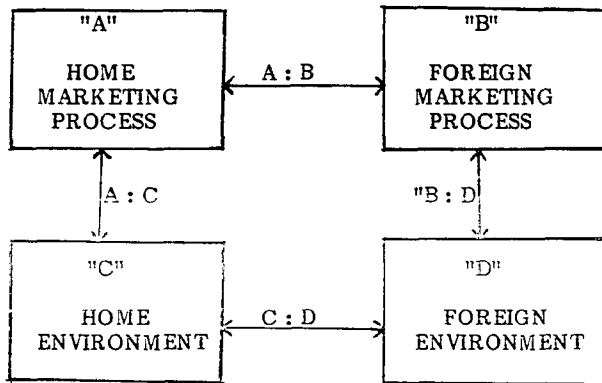 "A"
"B"
HOME
MARKETING
PROCESS
A : B
FOREIGN
MARKETING
PROCESS
A : C
"B : D
"C"
"D"
HOME
ENVIRONMENT
C : D
FOREIGN
ENVIRONMENT